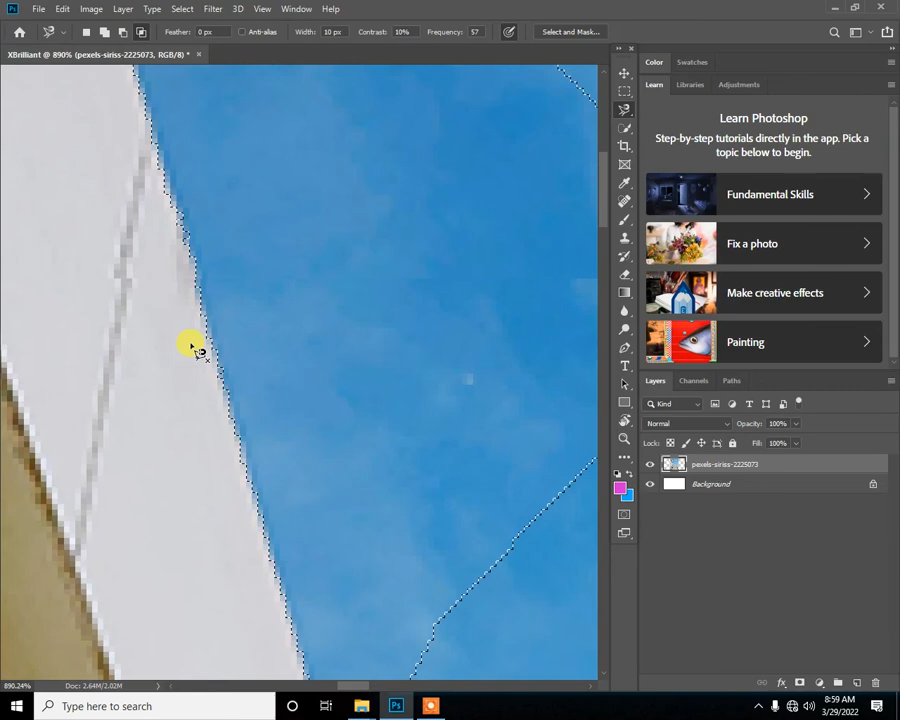 File Edit Image Layer Type Select Filter 3D View Window Help
Feather: 0 px Anti-alias Width: 10 px Contrast: 10% Frequency: 57 Select and Mask...
XBrilliant @ 890% (pexels-siriss-2225073, RGB/8) * ×
Color Swatches
Learn Libraries Adjustments
Learn Photoshop
Step-by-step tutorials directly in the app. Pick a
topic below to begin.
Fundamental Skills
Fix a photo
Make creative effects
Painting
Layers Channels Paths
Kind
Normal Opacity: 100%
Lock: Fill: 100%
pexels-siriss-2225073
Background
890.24% Doc: 2.64M/2.02M
Type here to search
8:59 AM
3/29/2022